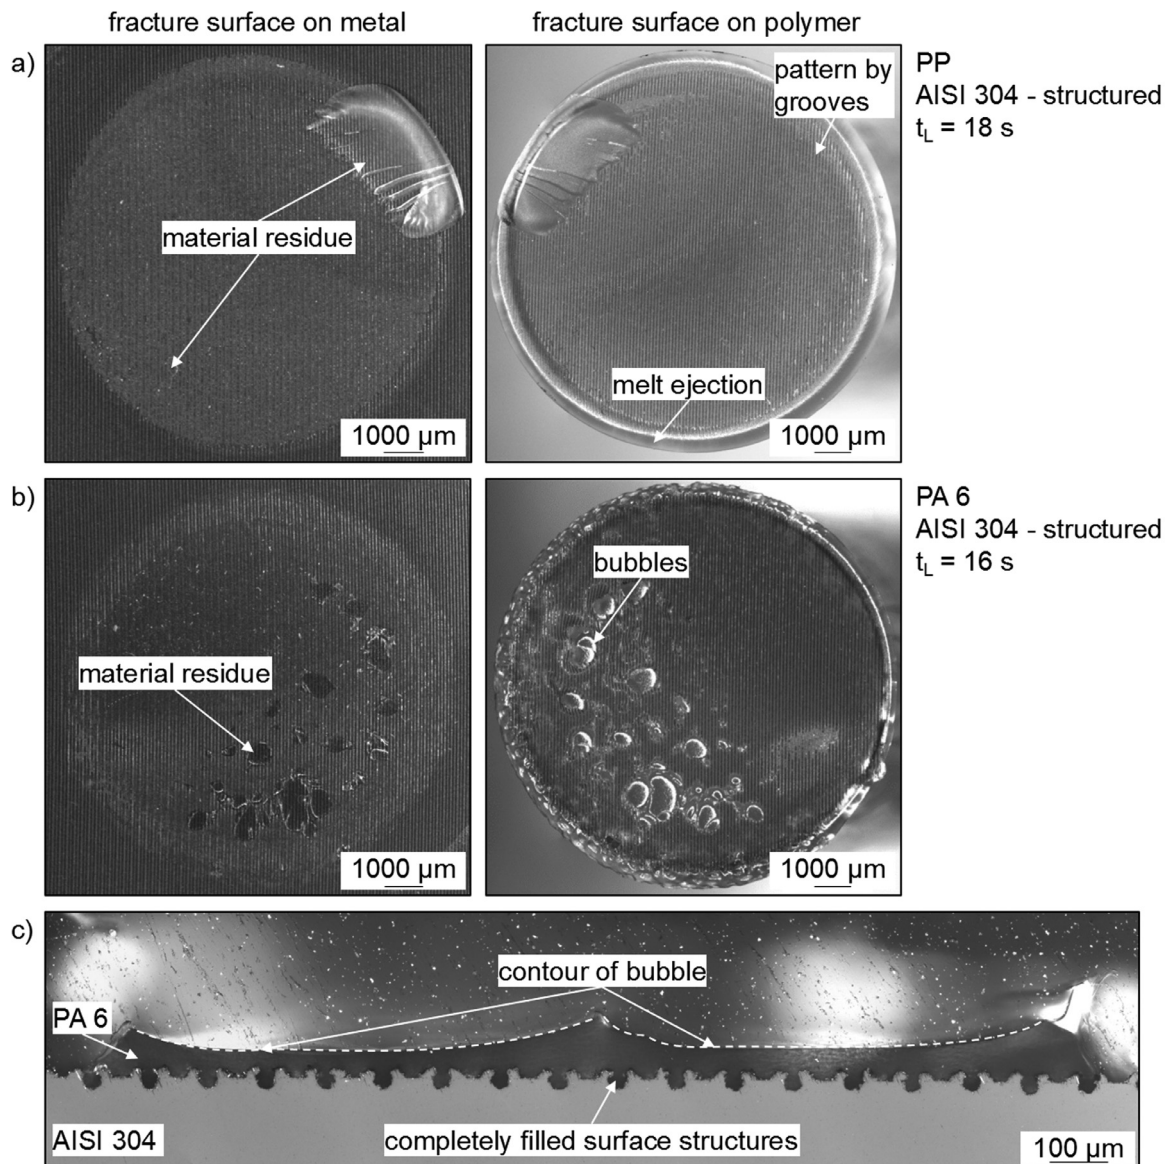 fracture surface on metal
fracture surface on polymer
a)
pattern by
grooves
material residue
melt ejection
1000 µm
1000 µm
PP
AISI 304 - structured
tL = 18 s
b)
bubbles
material residue
1000 µm
1000 µm
PA 6
AISI 304 - structured
tL = 16 s
c)
contour of bubble
PA 6
AISI 304
completely filled surface structures
100 µm